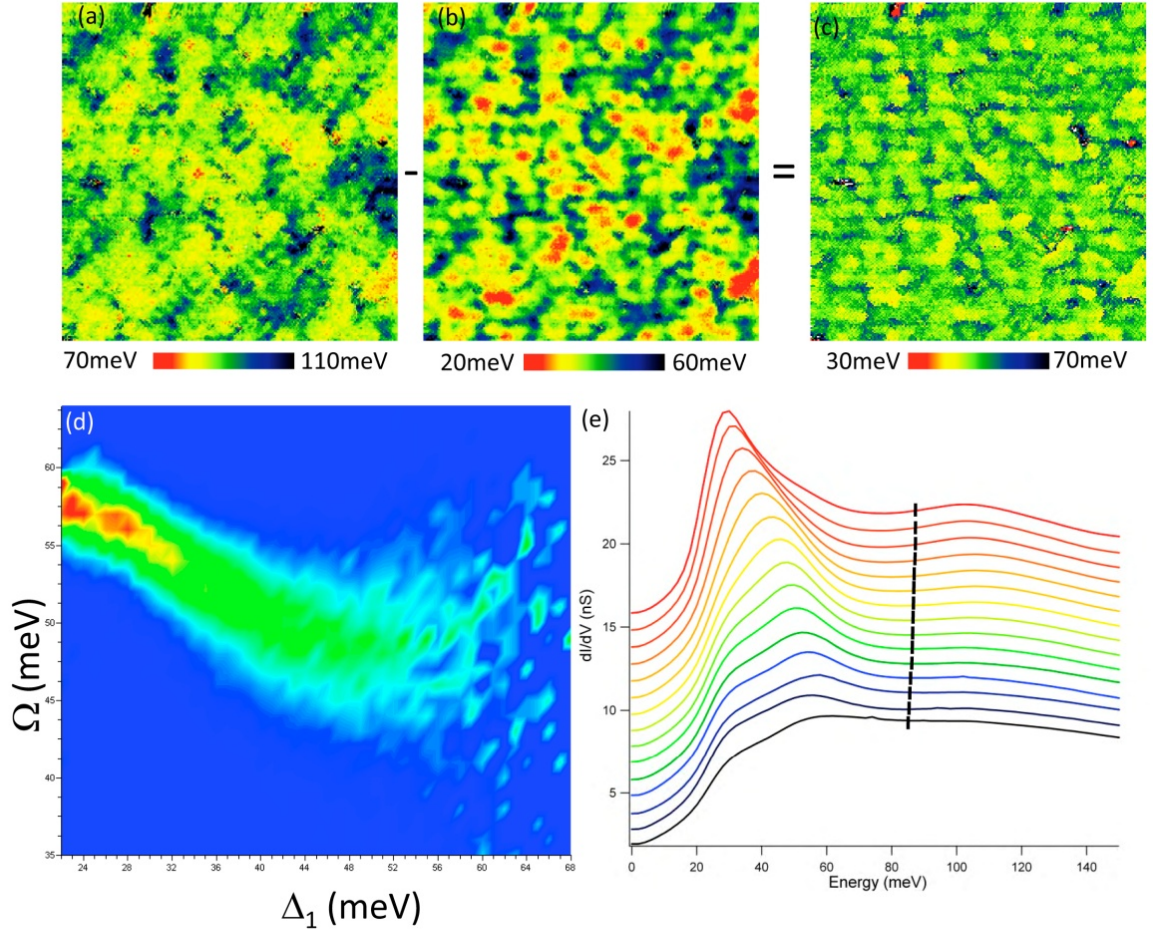 (a)
(b)
(c)
-
=
70meV 110meV
20meV 60meV
30meV 70meV
(d)
60
55
50
45
40
35
24 28 32 36 40 44 48 52 56 60 64 68
Ω (meV)
Δ1 (meV)
(e)
25
20
15
10
5
0 20 40 60 80 100 120 140
dI/dV (nS)
Energy (meV)